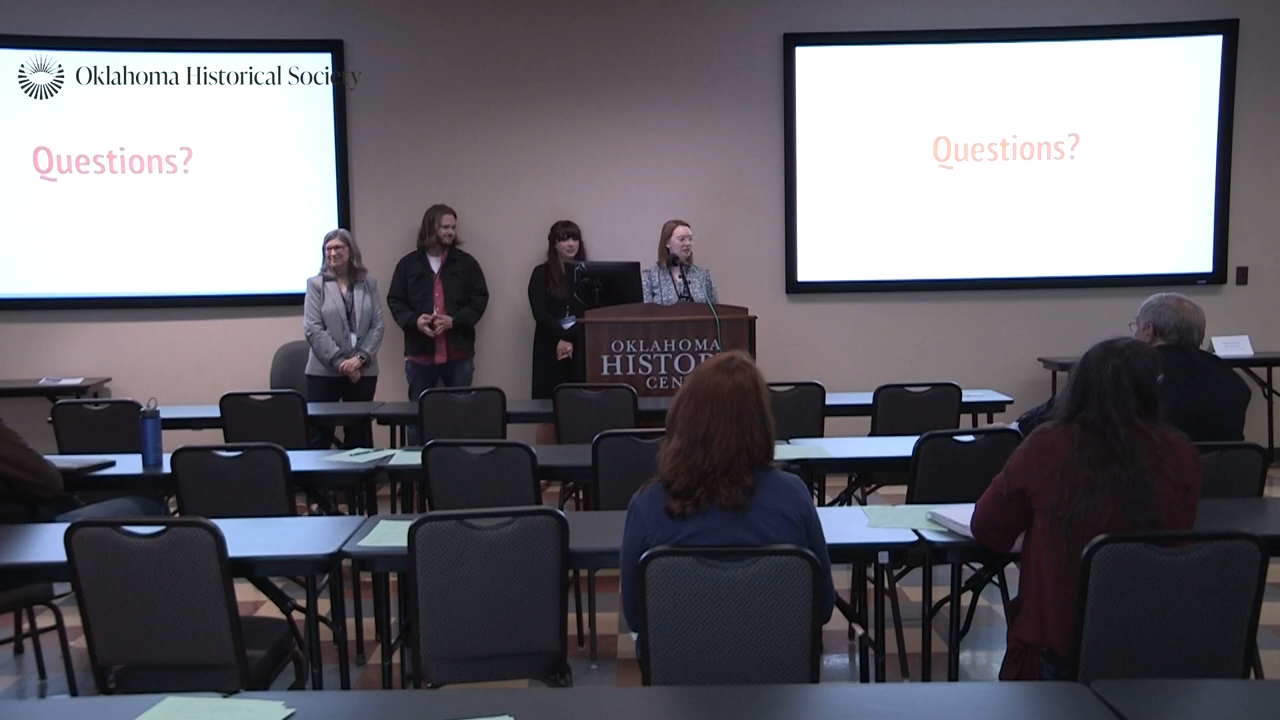 Oklahoma Historical Society
Questions?
Questions?
OKLAHOMA
HISTOR
CEN